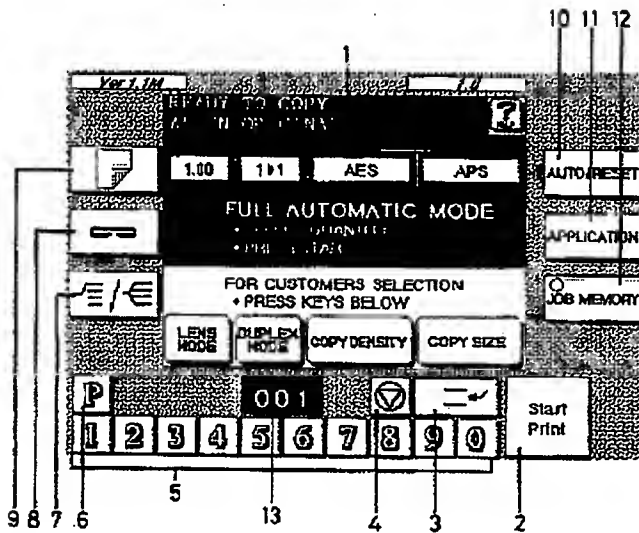 10 11 12
1
Ver 1.1M 1.0
READY TO COPY
?
1.00 1▸1 AES APS
AUTO/RESET
FULL AUTOMATIC MODE
APPLICATION
FOR CUSTOMERS SELECTION
• PRESS KEYS BELOW
JOB MEMORY
LENS MODE DUPLEX MODE COPY DENSITY COPY SIZE
P 001 Start Print
1 2 3 4 5 6 7 8 9 0
5
9 8 7 6 13 4 3 2